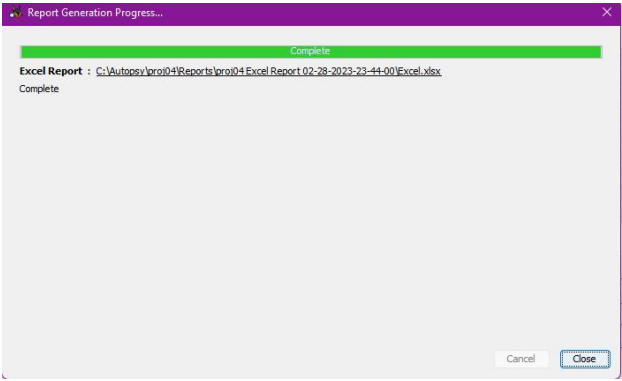 Report Generation Progress...
Complete
Excel Report : C:\Autopsy\proj04\Reports\proj04 Excel Report 02-28-2023-23-44-00\Excel.xlsx
Complete
Cancel Close